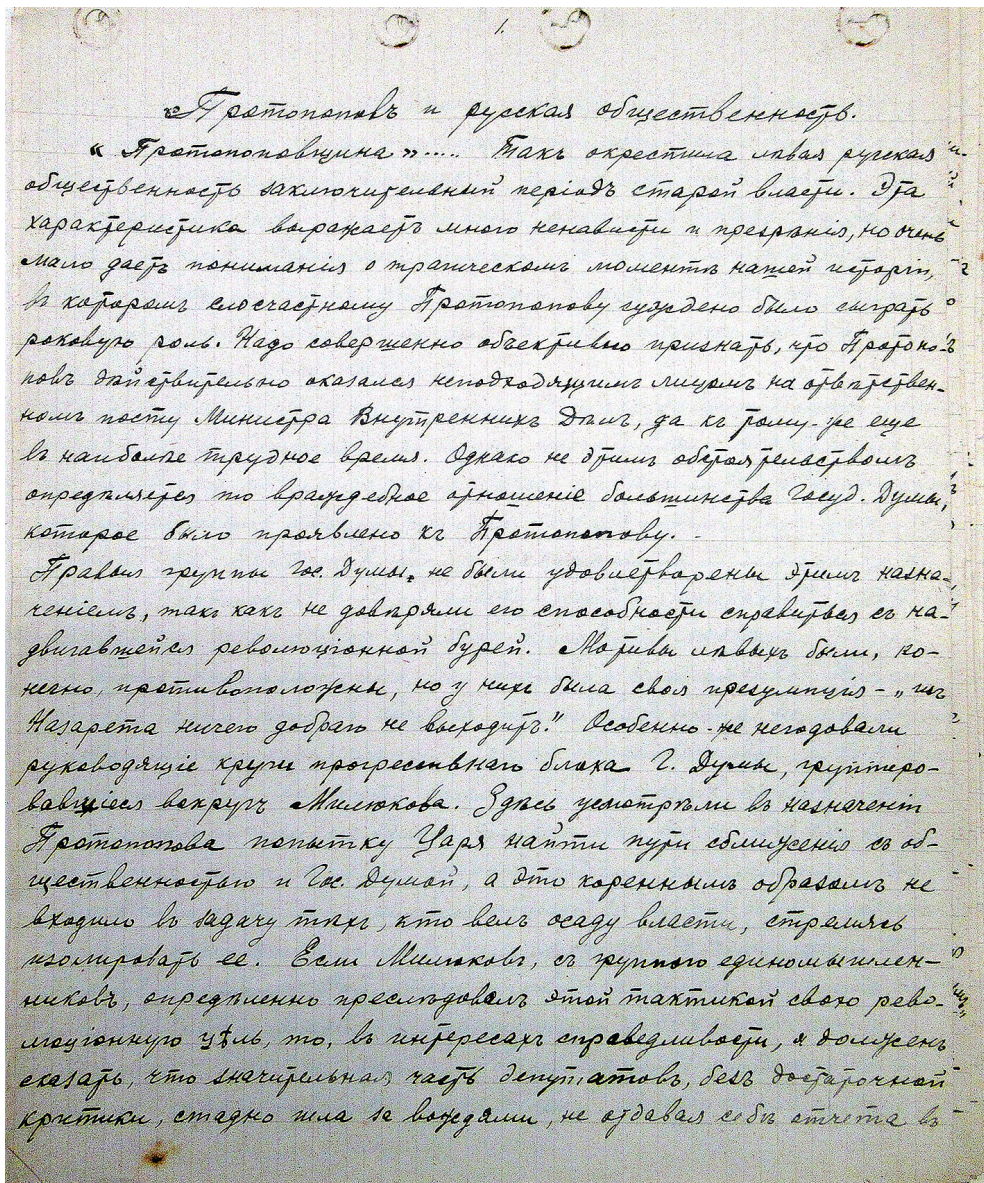 1.
Протопоповъ и русская общественность.
« Протопоповщина ».... Такъ окрестила лѣвая русская
общественность заключительный періодъ старой власти. Эта
характеристика выражаетъ много ненависти и презрѣнія, но очень
мало даетъ пониманія о трагическомъ моментѣ нашей исторіи,
въ которомъ злосчастному Протопопову суждено было сыграть
роковую роль. Надо совершенно объективно признать, что Протопо-
повъ дѣйствительно оказался неподходящимъ лицомъ на отвѣтствен-
номъ посту Министра Внутреннихъ Дѣлъ, да къ тому-же еще
въ наиболѣе трудное время. Однако не этимъ обстоятельствомъ
опредѣляется то враждебное отношеніе большинства Госуд. Думы,
которое было проявлено къ Протопопову.
Правыя группы Гос. Думы, не были удовлетворены этимъ назна-
ченіемъ, такъ какъ не довѣряли его способности справиться съ на-
двигавшейся революціонной бурей. Мотивы лѣвыхъ были, ко-
нечно, противоположны, но у нихъ была своя презумпція - „изъ
Назарета ничего добраго не выходитъ." Особенно-же негодовали
руководящіе круги прогрессивнаго блока Г. Думы, группиро-
вавшіеся вокругъ Милюкова. Здѣсь усмотрѣли въ назначеніи
Протопопова попытку Царя найти пути сближенія съ об-
щественностью и Гос. Думой, а это кореннымъ образомъ не
входило въ задачу тѣхъ, кто велъ осаду власти, стремясь
изолировать ее. Если Милюковъ, съ группою единомышлен-
никовъ, опредѣленно преслѣдовалъ этой тактикой свою рево-
люціонную цѣль, то, въ интересахъ справедливости, я долженъ
сказать, что значительная часть депутатовъ, безъ достаточной
критики, стадно шла за вождями, не отдавая себѣ отчета въ